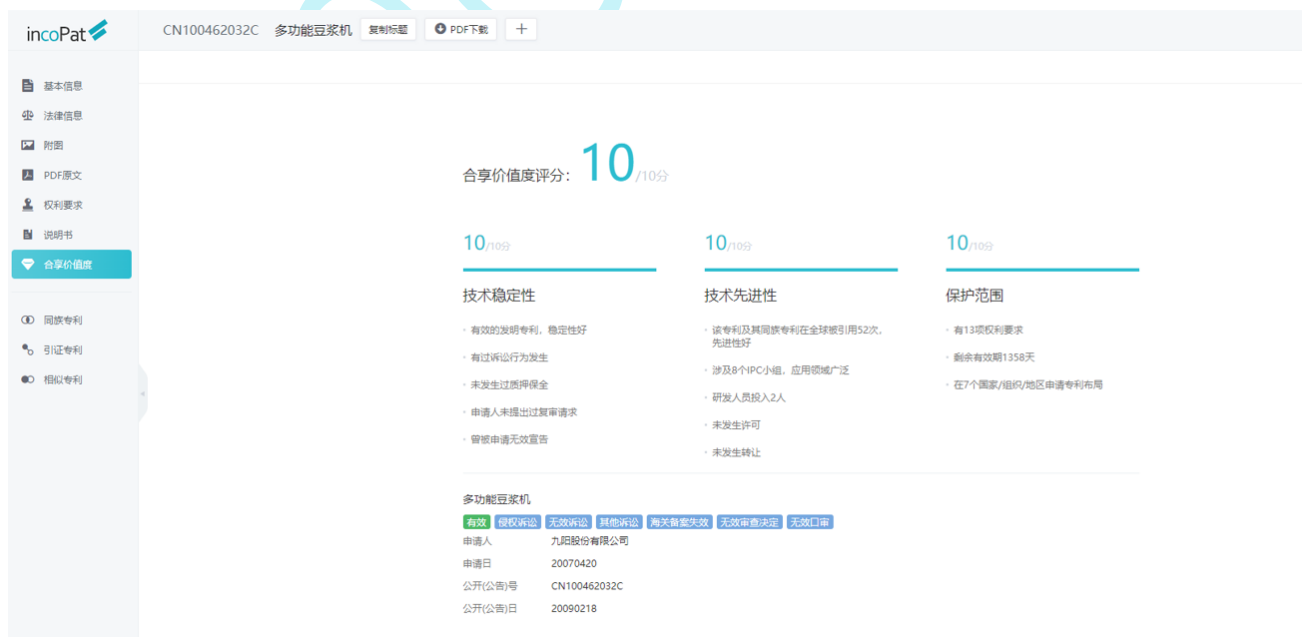 incoPat
CN100462032C 多功能豆浆机 复制标题 PDF下载
基本信息
法律信息
附图
PDF原文
权利要求
说明书
合享价值度
同族专利
引证专利
相似专利
合享价值度评分: 10/10分
10/10分
技术稳定性
· 有效的发明专利，稳定性好
· 有过诉讼行为发生
· 未发生过质押保全
· 申请人未提出过复审请求
· 曾被申请无效宣告
10/10分
技术先进性
· 该专利及其同族专利在全球被引用52次，
先进性好
· 涉及8个IPC小组，应用领域广泛
· 研发人员投入2人
· 未发生许可
· 未发生转让
10/10分
保护范围
· 有13项权利要求
· 剩余有效期1358天
· 在7个国家/组织/地区申请专利布局
多功能豆浆机
有效 侵权诉讼 无效诉讼 其他诉讼 海关备案失效 无效审查决定 无效口审
申请人 九阳股份有限公司
申请日 20070420
公开(公告)号 CN100462032C
公开(公告)日 20090218